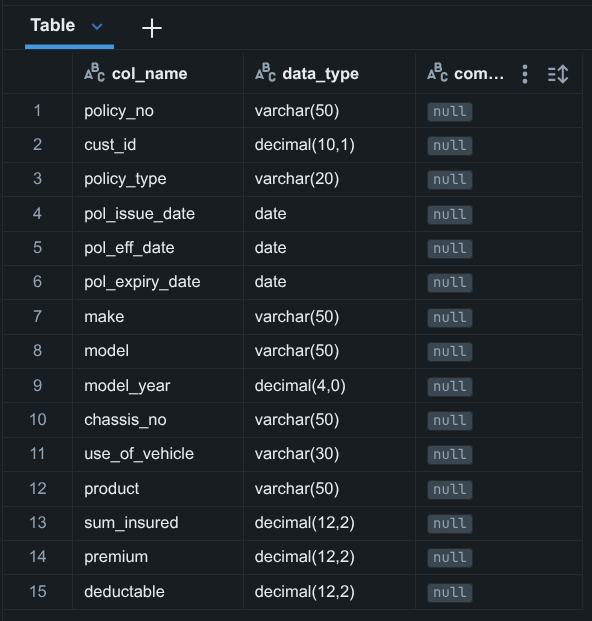 Table
col_name data_type com...
1 policy_no varchar(50) null
2 cust_id decimal(10,1) null
3 policy_type varchar(20) null
4 pol_issue_date date null
5 pol_eff_date date null
6 pol_expiry_date date null
7 make varchar(50) null
8 model varchar(50) null
9 model_year decimal(4,0) null
10 chassis_no varchar(50) null
11 use_of_vehicle varchar(30) null
12 product varchar(50) null
13 sum_insured decimal(12,2) null
14 premium decimal(12,2) null
15 deductable decimal(12,2) null